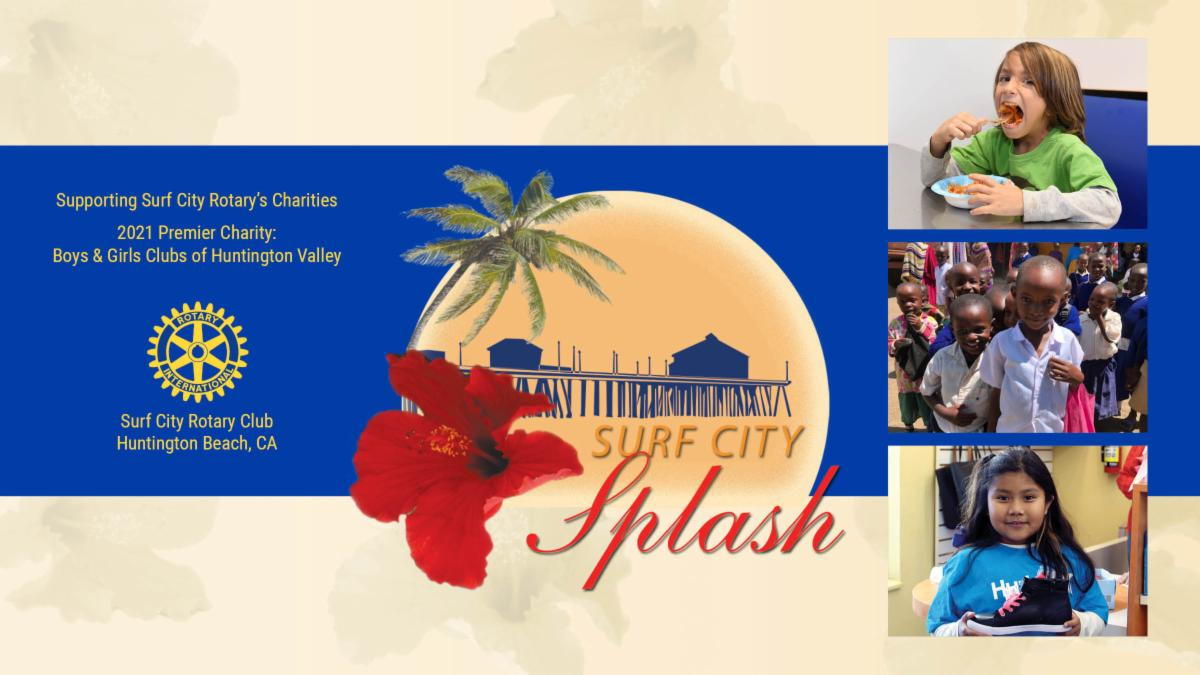 Supporting Surf City Rotary's Charities
2021 Premier Charity:
Boys & Girls Clubs of Huntington Valley
ROTARY
INTERNATIONAL
Surf City Rotary Club
Huntington Beach, CA
SURF CITY
Splash